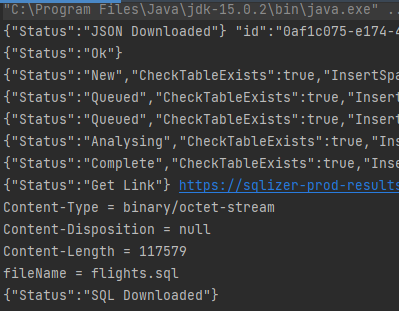 "C:\Program Files\Java\jdk-15.0.2\bin\java.exe" ..
{"Status":"JSON Downloaded"} "id":"0af1c075-e174-4
{"Status":"Ok"}
{"Status":"New","CheckTableExists":true,"InsertSpa
{"Status":"Queued","CheckTableExists":true,"Insert
{"Status":"Queued","CheckTableExists":true,"Insert
{"Status":"Analysing","CheckTableExists":true,"Ins
{"Status":"Complete","CheckTableExists":true,"Inse
{"Status":"Get Link"} https://sqlizer-prod-results
Content-Type = binary/octet-stream
Content-Disposition = null
Content-Length = 117579
fileName = flights.sql
{"Status":"SQL Downloaded"}